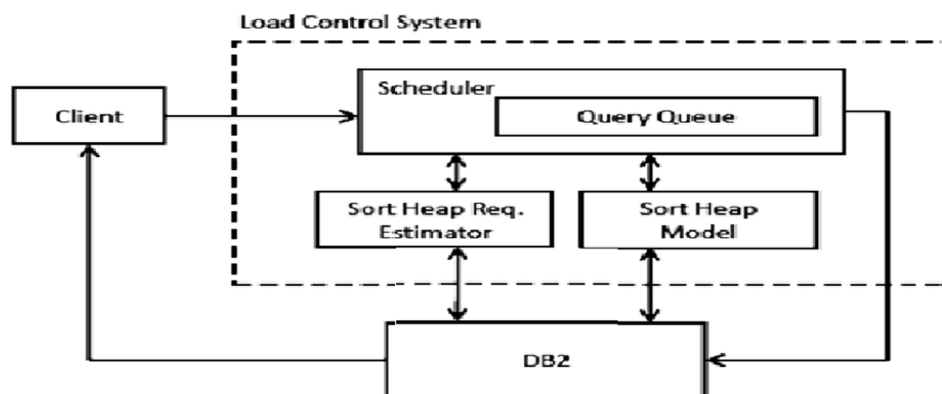 Load Control System
Scheduler
Client
Query Queue
Sort Heap Req.
Estimator
Sort Heap
Model
DB2